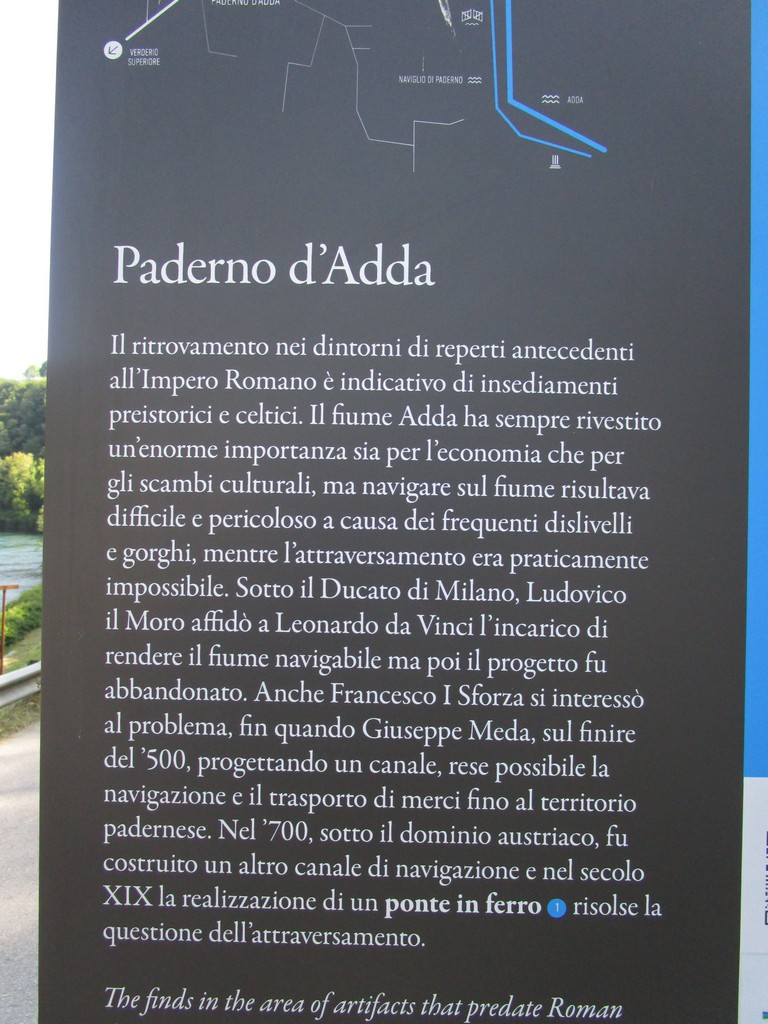 PADERNO D'ADDA
VERDERIO
SUPERIORE
NAVIGLIO DI PADERNO
ADDA
Paderno d'Adda
Il ritrovamento nei dintorni di reperti antecedenti
all'Impero Romano è indicativo di insediamenti
preistorici e celtici. Il fiume Adda ha sempre rivestito
un'enorme importanza sia per l'economia che per
gli scambi culturali, ma navigare sul fiume risultava
difficile e pericoloso a causa dei frequenti dislivelli
e gorghi, mentre l'attraversamento era praticamente
impossibile. Sotto il Ducato di Milano, Ludovico
il Moro affidò a Leonardo da Vinci l'incarico di
rendere il fiume navigabile ma poi il progetto fu
abbandonato. Anche Francesco I Sforza si interessò
al problema, fin quando Giuseppe Meda, sul finire
del '500, progettando un canale, rese possibile la
navigazione e il trasporto di merci fino al territorio
padernese. Nel '700, sotto il dominio austriaco, fu
costruito un altro canale di navigazione e nel secolo
XIX la realizzazione di un ponte in ferro 1 risolse la
questione dell'attraversamento.
The finds in the area of artifacts that predate Roman